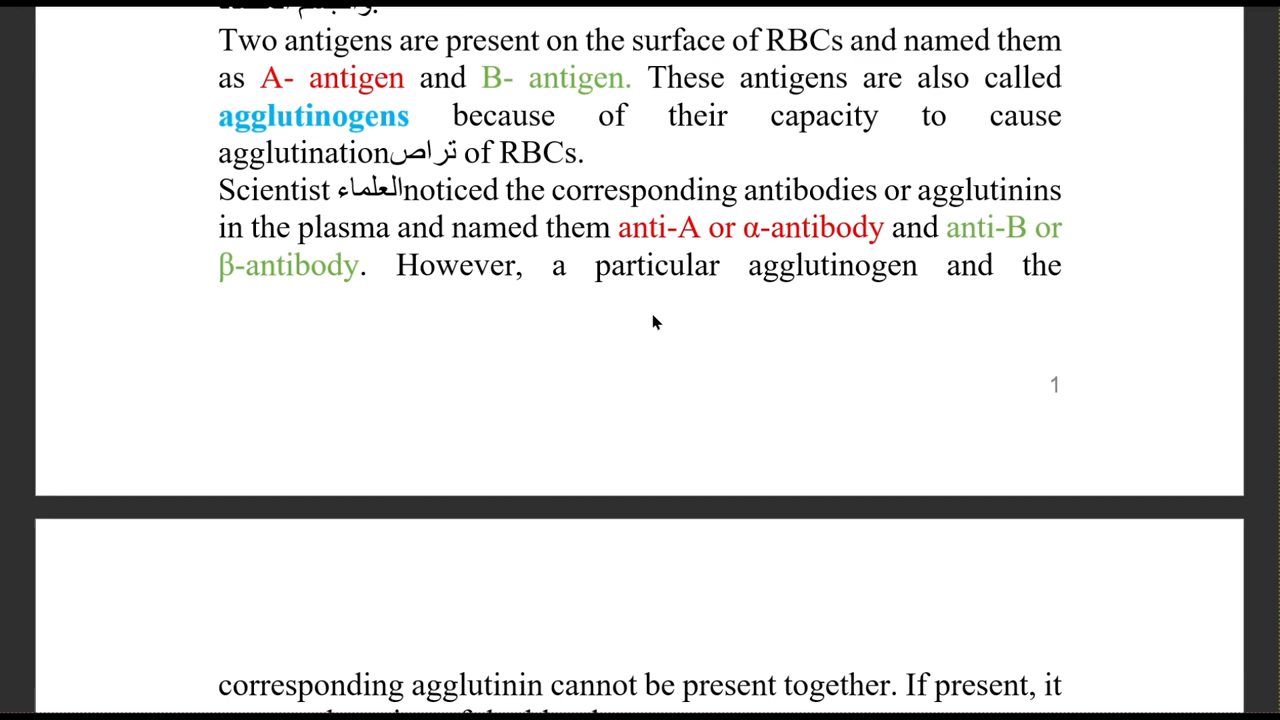 Two antigens are present on the surface of RBCs and named them
as A- antigen and B- antigen. These antigens are also called
agglutinogens because of their capacity to cause
agglutinationتراص of RBCs.
Scientist العلماءnoticed the corresponding antibodies or agglutinins
in the plasma and named them anti-A or α-antibody and anti-B or
β-antibody. However, a particular agglutinogen and the
1
corresponding agglutinin cannot be present together. If present, it